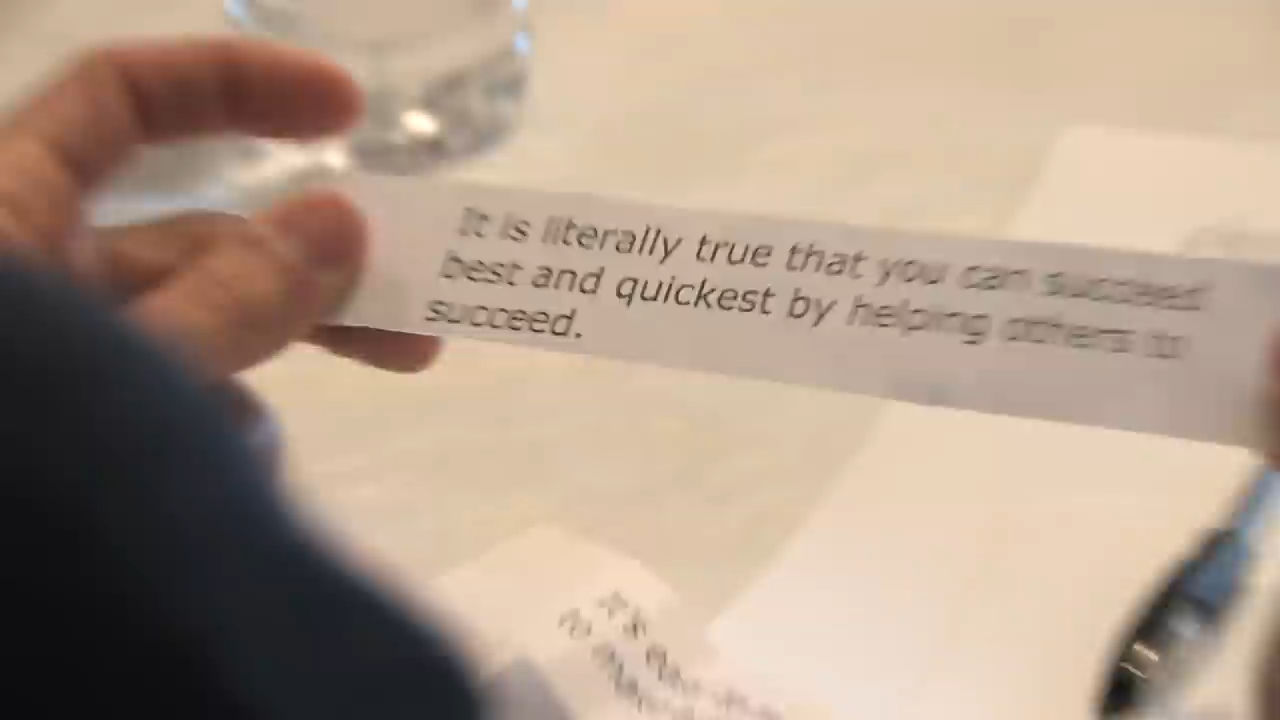 It is literally true that you can succeed
best and quickest by helping others to
succeed.